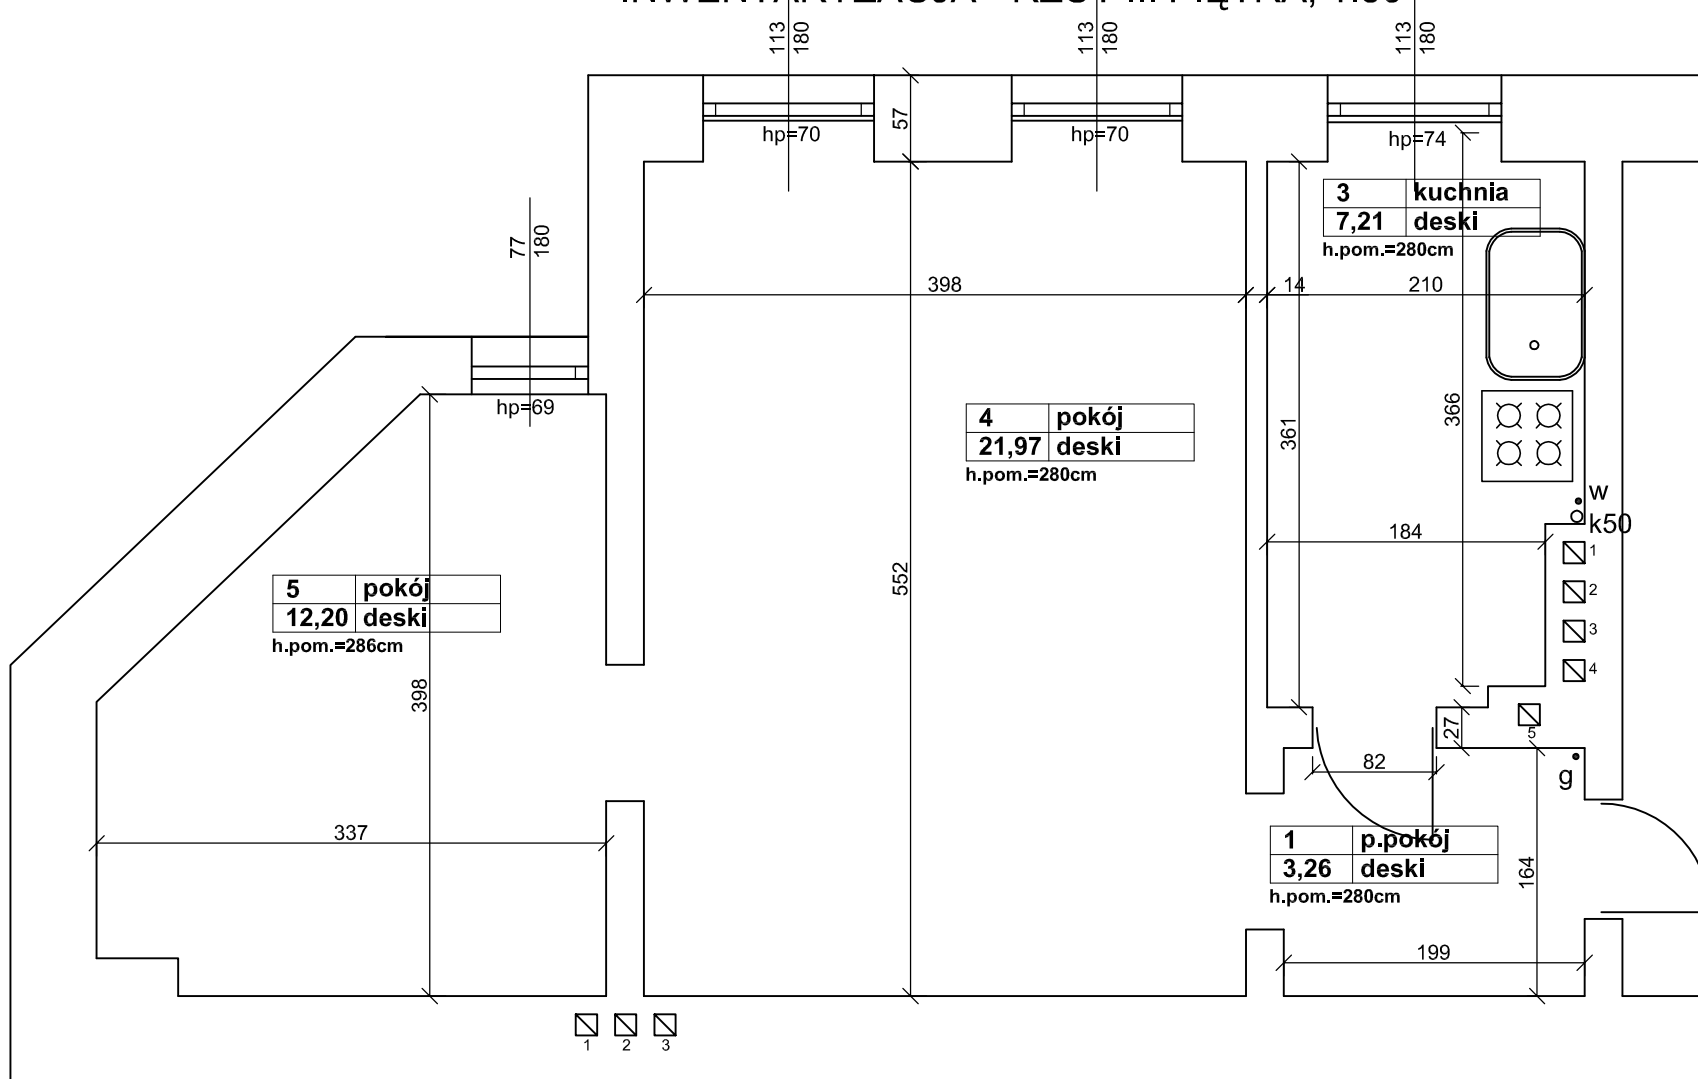 113
180
113
180
113
180
57
hp=70
hp=70
hp=74
3 kuchnia
7,21 deski
h.pom.=280cm
77
180
398
14
210
hp=69
4 pokój
21,97 deski
h.pom.=280cm
361
366
w
k50
184
1
2
3
4
552
5 pokój
12,20 deski
h.pom.=286cm
398
27
5
82
g
337
1 p.pokój
3,26 deski
h.pom.=280cm
164
199
1
2
3